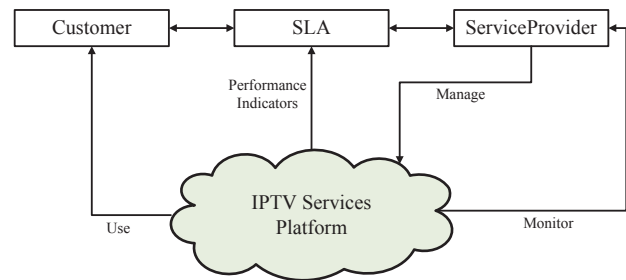 Customer
SLA
ServiceProvider
Performance
Indicators
Manage
IPTV Services
Platform
Use
Monitor